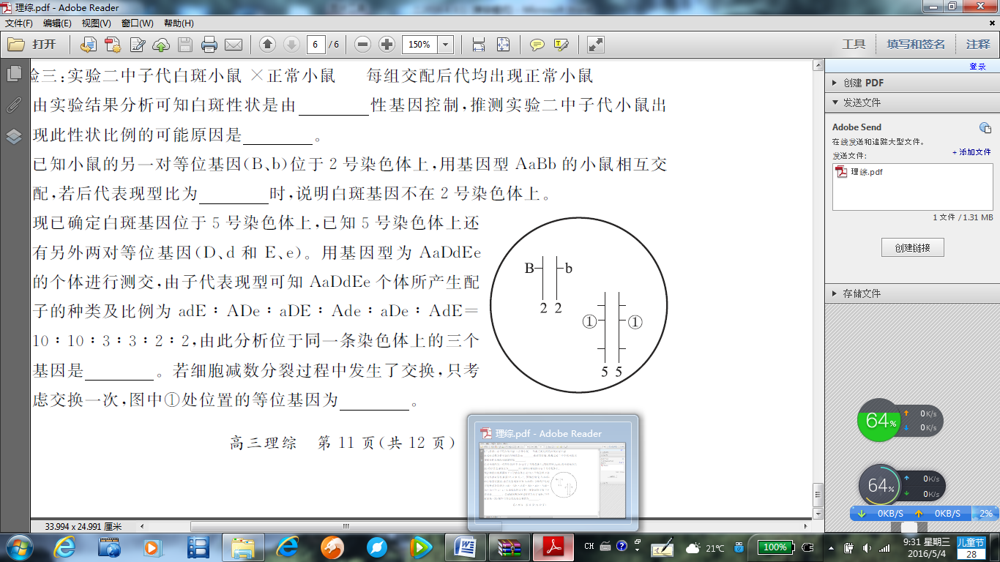 理综.pdf - Adobe Reader
文件(F) 编辑(E) 视图(V) 窗口(W) 帮助(H)
打开 6 / 6 150% 工具 填写和签名 注释
验三:实验二中子代白斑小鼠 ×正常小鼠 每组交配后代均出现正常小鼠
由实验结果分析可知白斑性状是由________性基因控制,推测实验二中子代小鼠出
现此性状比例的可能原因是________。
已知小鼠的另一对等位基因(B、b)位于 2 号染色体上,用基因型 AaBb 的小鼠相互交
配,若后代表现型比为________时,说明白斑基因不在 2 号染色体上。
现已确定白斑基因位于 5 号染色体上,已知 5 号染色体上还
有另外两对等位基因(D、d 和 E、e)。用基因型为 AaDdEe
的个体进行测交,由子代表现型可知 AaDdEe 个体所产生配
子的种类及比例为 adE∶ADe∶aDE∶Ade∶aDe∶AdE=
10∶10∶3∶3∶2∶2,由此分析位于同一条染色体上的三个
基因是________。若细胞减数分裂过程中发生了交换,只考
虑交换一次,图中①处位置的等位基因为________。
B b
2 2
① ①
5 5
高三理综 第 11 页(共 12 页)
理综.pdf - Adobe Reader
登录
创建 PDF
发送文件
Adobe Send
在线发送和追踪大型文件。
发送文件:
+ 添加文件
理综.pdf
1 文件 / 1.31 MB
创建链接
存储文件
64%
0K/s
0K/s
64%
0K/s
0K/s
0KB/S 0KB/S 2%
33.994 x 24.991 厘米
CH 21℃ 100% 9:31 星期三
2016/5/4
儿童节
28